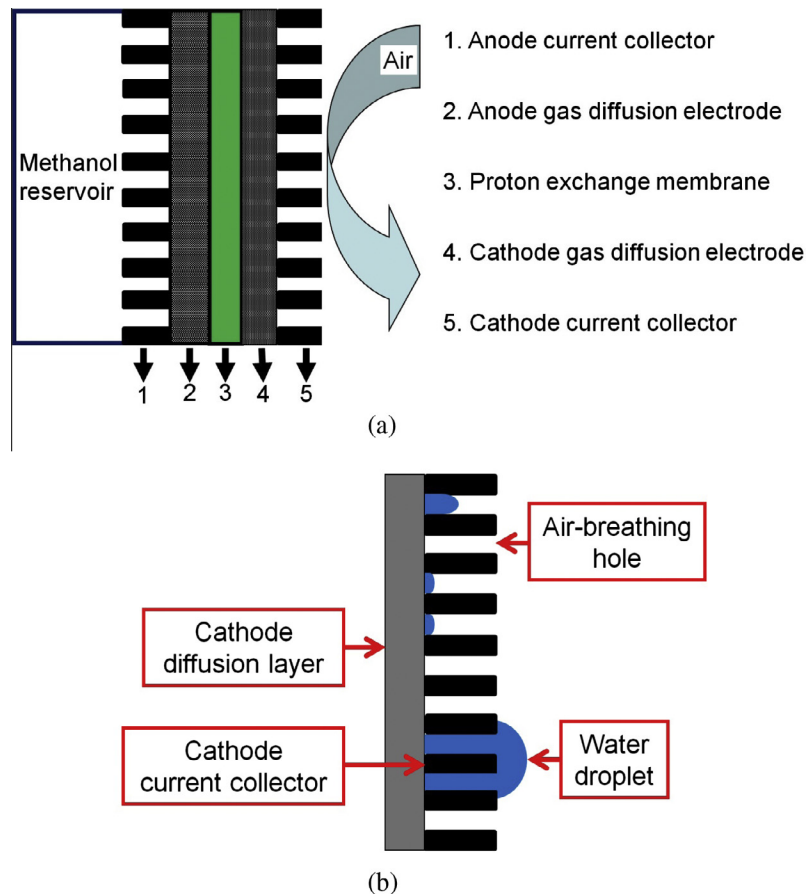 Methanol
reservoir
Air
1. Anode current collector
2. Anode gas diffusion electrode
3. Proton exchange membrane
4. Cathode gas diffusion electrode
5. Cathode current collector
1 2 3 4 5
(a)
Air-breathing
hole
Cathode
diffusion layer
Cathode
current collector
Water
droplet
(b)